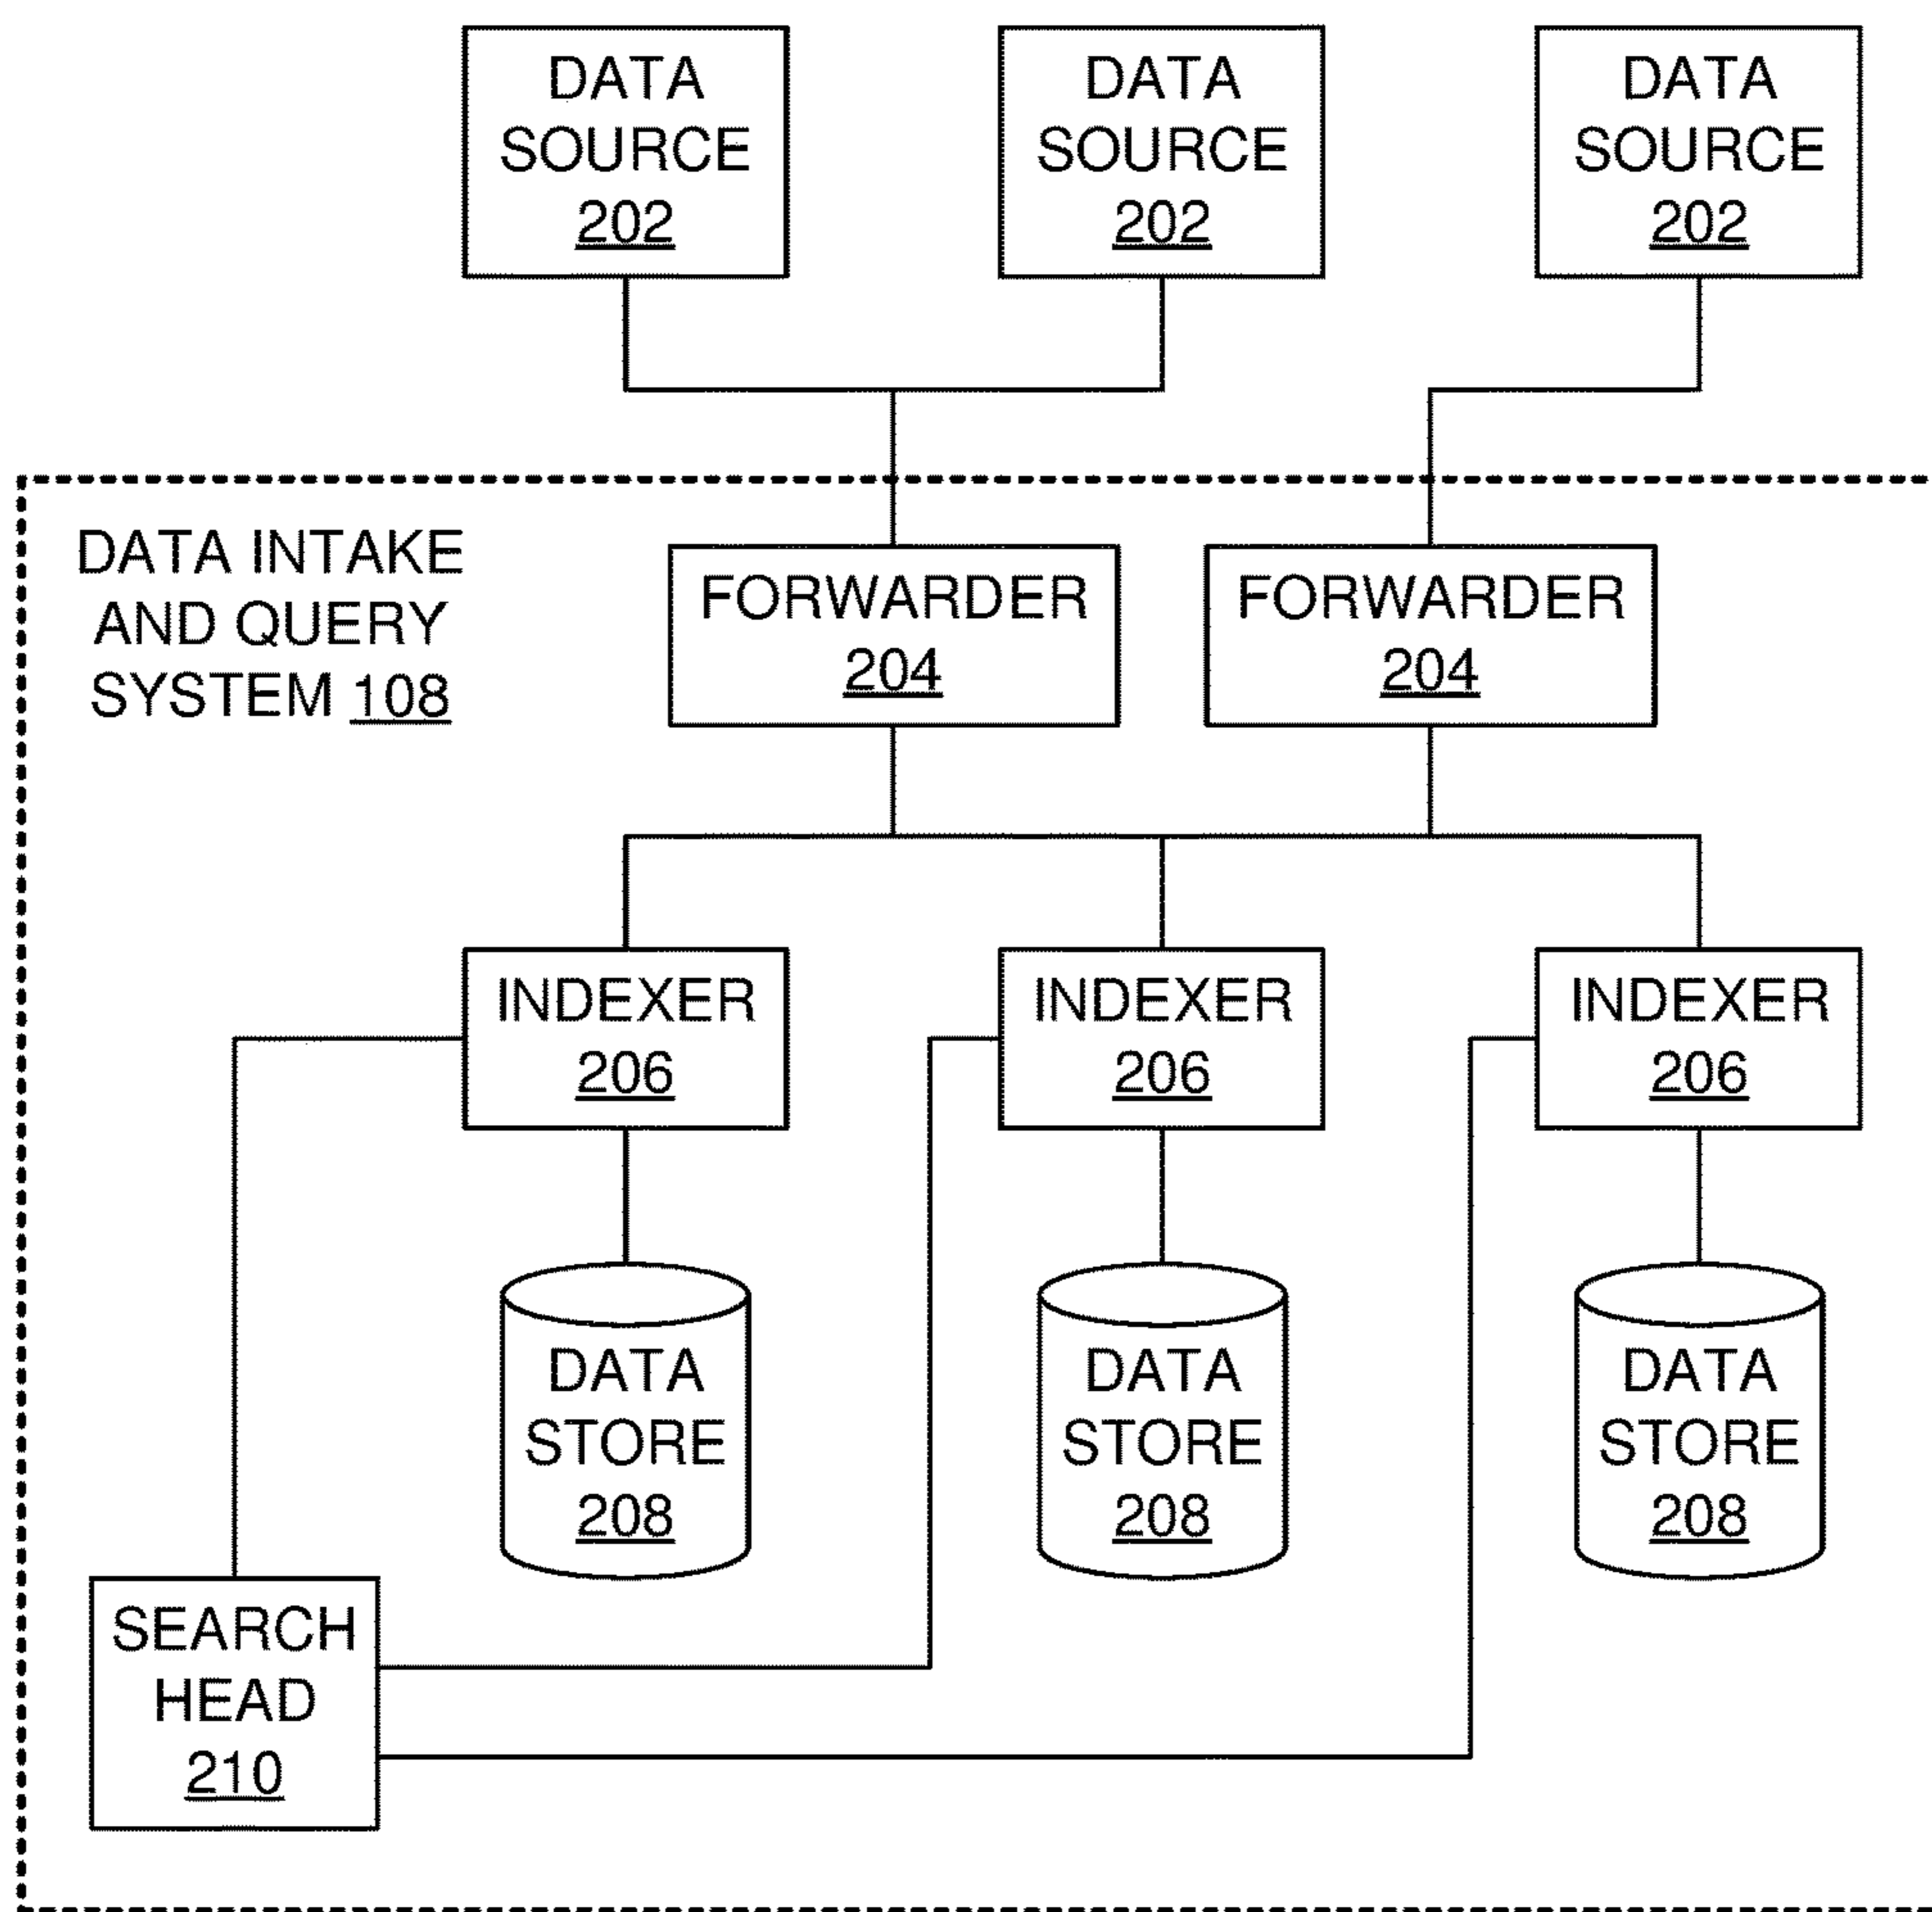 DATA
SOURCE
202
DATA
SOURCE
202
DATA
SOURCE
202
DATA INTAKE
AND QUERY
SYSTEM 108
FORWARDER
204
FORWARDER
204
INDEXER
206
INDEXER
206
INDEXER
206
DATA
STORE
208
DATA
STORE
208
DATA
STORE
208
SEARCH
HEAD
210